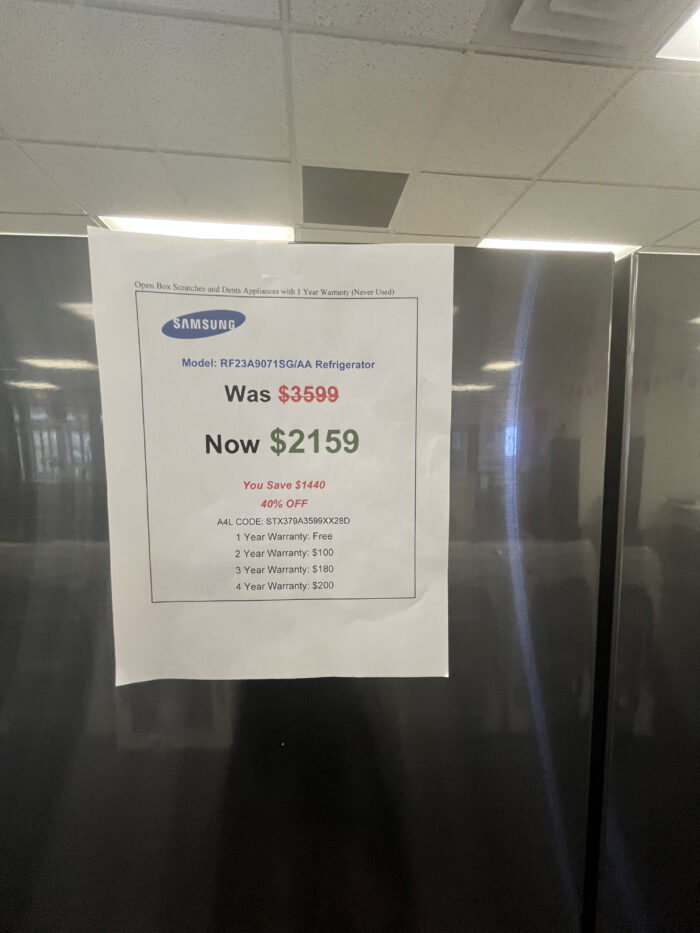 Open Box Scratches and Dents Appliances with 1 Year Warranty (Never Used)
SAMSUNG
Model: RF23A9071SG/AA Refrigerator
Was $3599
Now $2159
You Save $1440
40% OFF
A4L CODE: STX379A3599XX28D
1 Year Warranty: Free
2 Year Warranty: $100
3 Year Warranty: $180
4 Year Warranty: $200